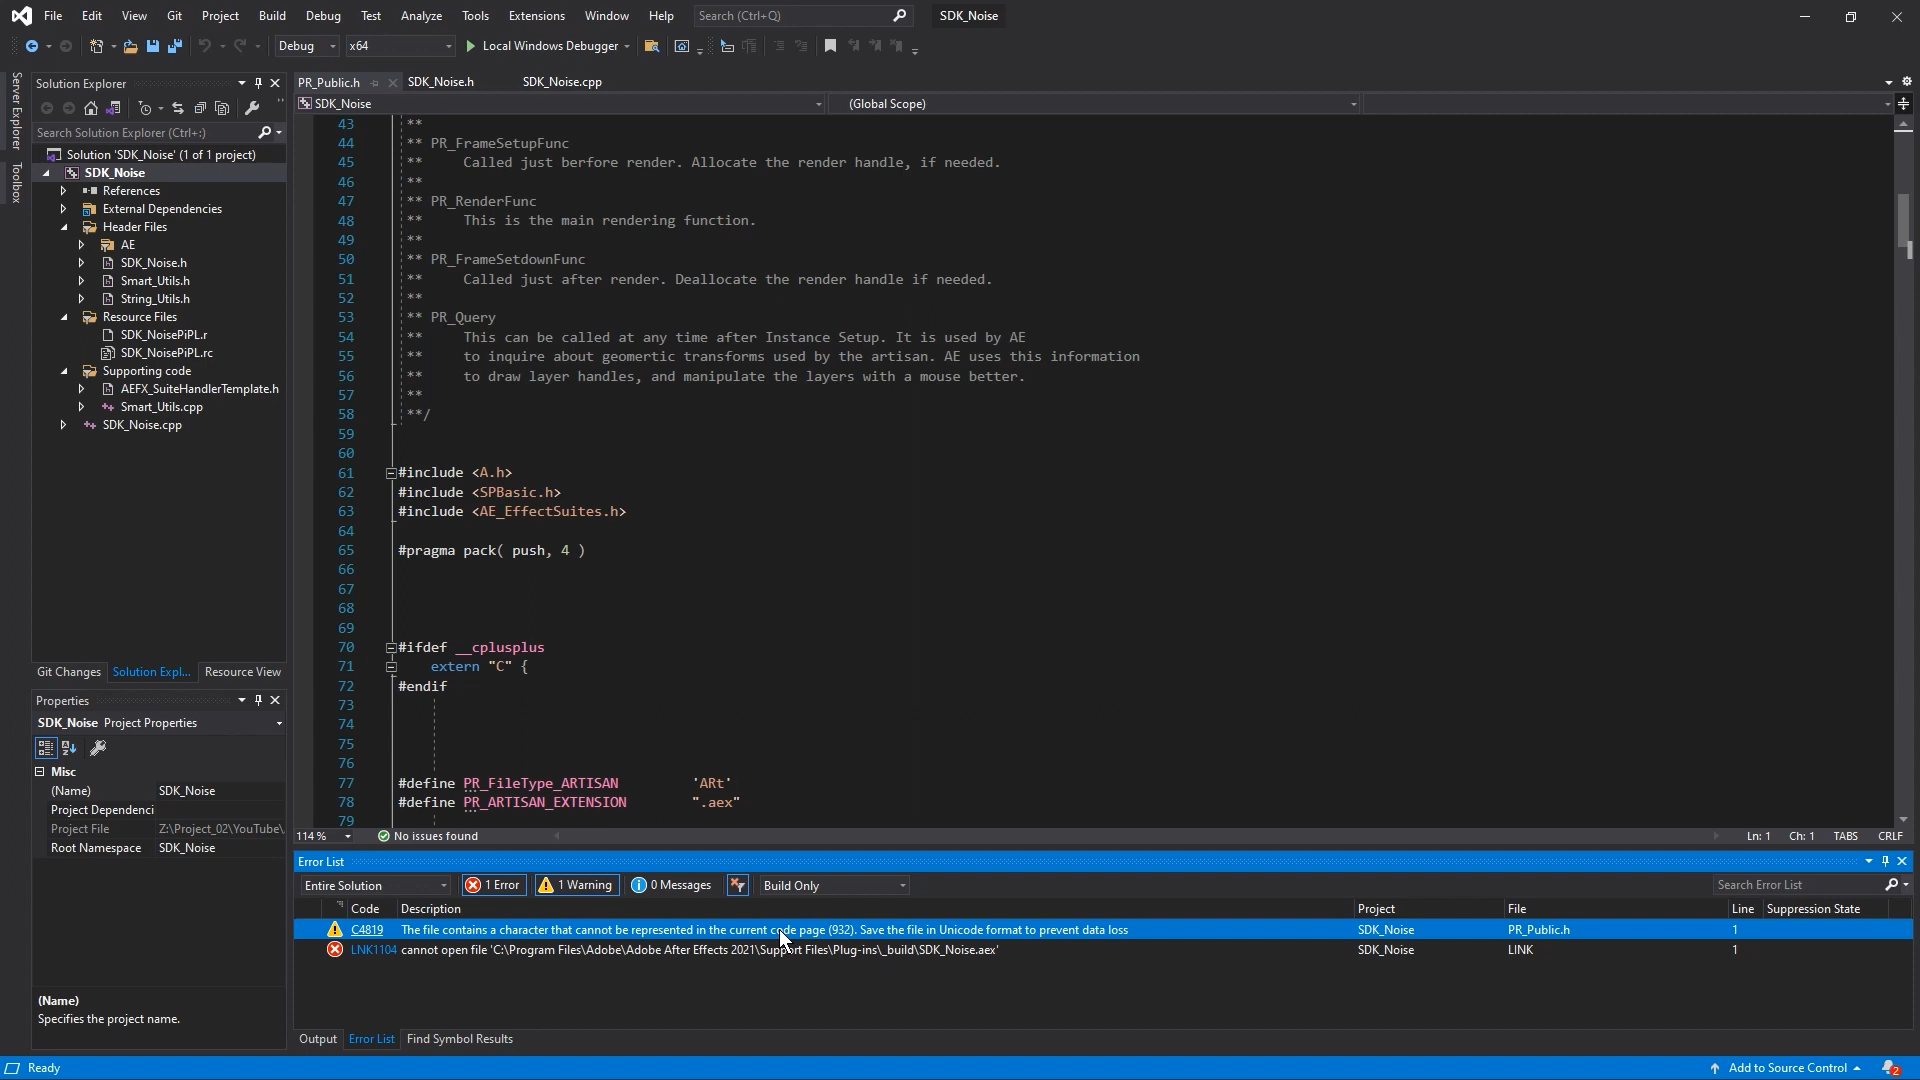 File Edit View Git Project Build Debug Test Analyze Tools Extensions Window Help Search (Ctrl+Q) SDK_Noise
Debug x64 Local Windows Debugger
Server Explorer
Toolbox
Solution Explorer
Search Solution Explorer (Ctrl+:)
Solution 'SDK_Noise' (1 of 1 project)
SDK_Noise
References
External Dependencies
Header Files
AE
SDK_Noise.h
Smart_Utils.h
String_Utils.h
Resource Files
SDK_NoisePiPL.r
SDK_NoisePiPL.rc
Supporting code
AEFX_SuiteHandlerTemplate.h
Smart_Utils.cpp
SDK_Noise.cpp
Git Changes Solution Expl... Resource View
Properties
SDK_Noise Project Properties
Misc
(Name) SDK_Noise
Project Dependenci
Project File Z:\Project_02\YouTube\
Root Namespace SDK_Noise
(Name)
Specifies the project name.
PR_Public.h SDK_Noise.h SDK_Noise.cpp
SDK_Noise (Global Scope)
43 **
44 ** PR_FrameSetupFunc
45 ** Called just berfore render. Allocate the render handle, if needed.
46 **
47 ** PR_RenderFunc
48 ** This is the main rendering function.
49 **
50 ** PR_FrameSetdownFunc
51 ** Called just after render. Deallocate the render handle if needed.
52 **
53 ** PR_Query
54 ** This can be called at any time after Instance Setup. It is used by AE
55 ** to inquire about geomertic transforms used by the artisan. AE uses this information
56 ** to draw layer handles, and manipulate the layers with a mouse better.
57 **
58 **/
59
60
61 #include <A.h>
62 #include <SPBasic.h>
63 #include <AE_EffectSuites.h>
64
65 #pragma pack( push, 4 )
66
67
68
69
70 #ifdef __cplusplus
71 extern "C" {
72 #endif
73
74
75
76
77 #define PR_FileType_ARTISAN 'ARt'
78 #define PR_ARTISAN_EXTENSION ".aex"
79
114 % No issues found Ln: 1 Ch: 1 TABS CRLF
Error List
Entire Solution 1 Error 1 Warning 0 Messages Build Only Search Error List
Code Description Project File Line Suppression State
C4819 The file contains a character that cannot be represented in the current code page (932). Save the file in Unicode format to prevent data loss SDK_Noise PR_Public.h 1
LNK1104 cannot open file 'C:\Program Files\Adobe\Adobe After Effects 2021\Support Files\Plug-ins\_build\SDK_Noise.aex' SDK_Noise LINK 1
Output Error List Find Symbol Results
Ready Add to Source Control 2